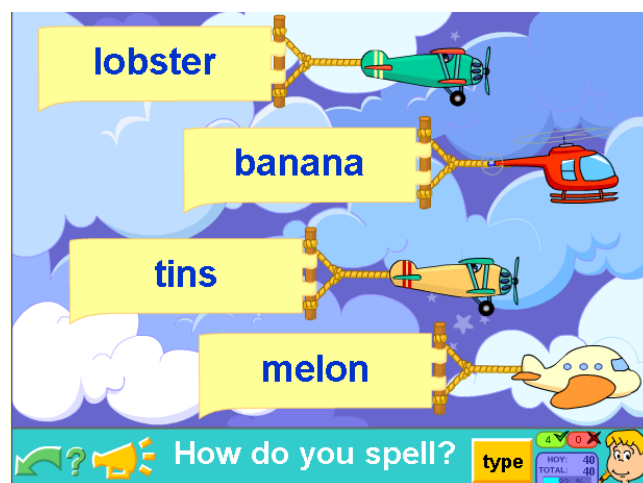 lobster
banana
tins
melon
How do you spell?
type
4 0
HOY: 40
TOTAL: 40